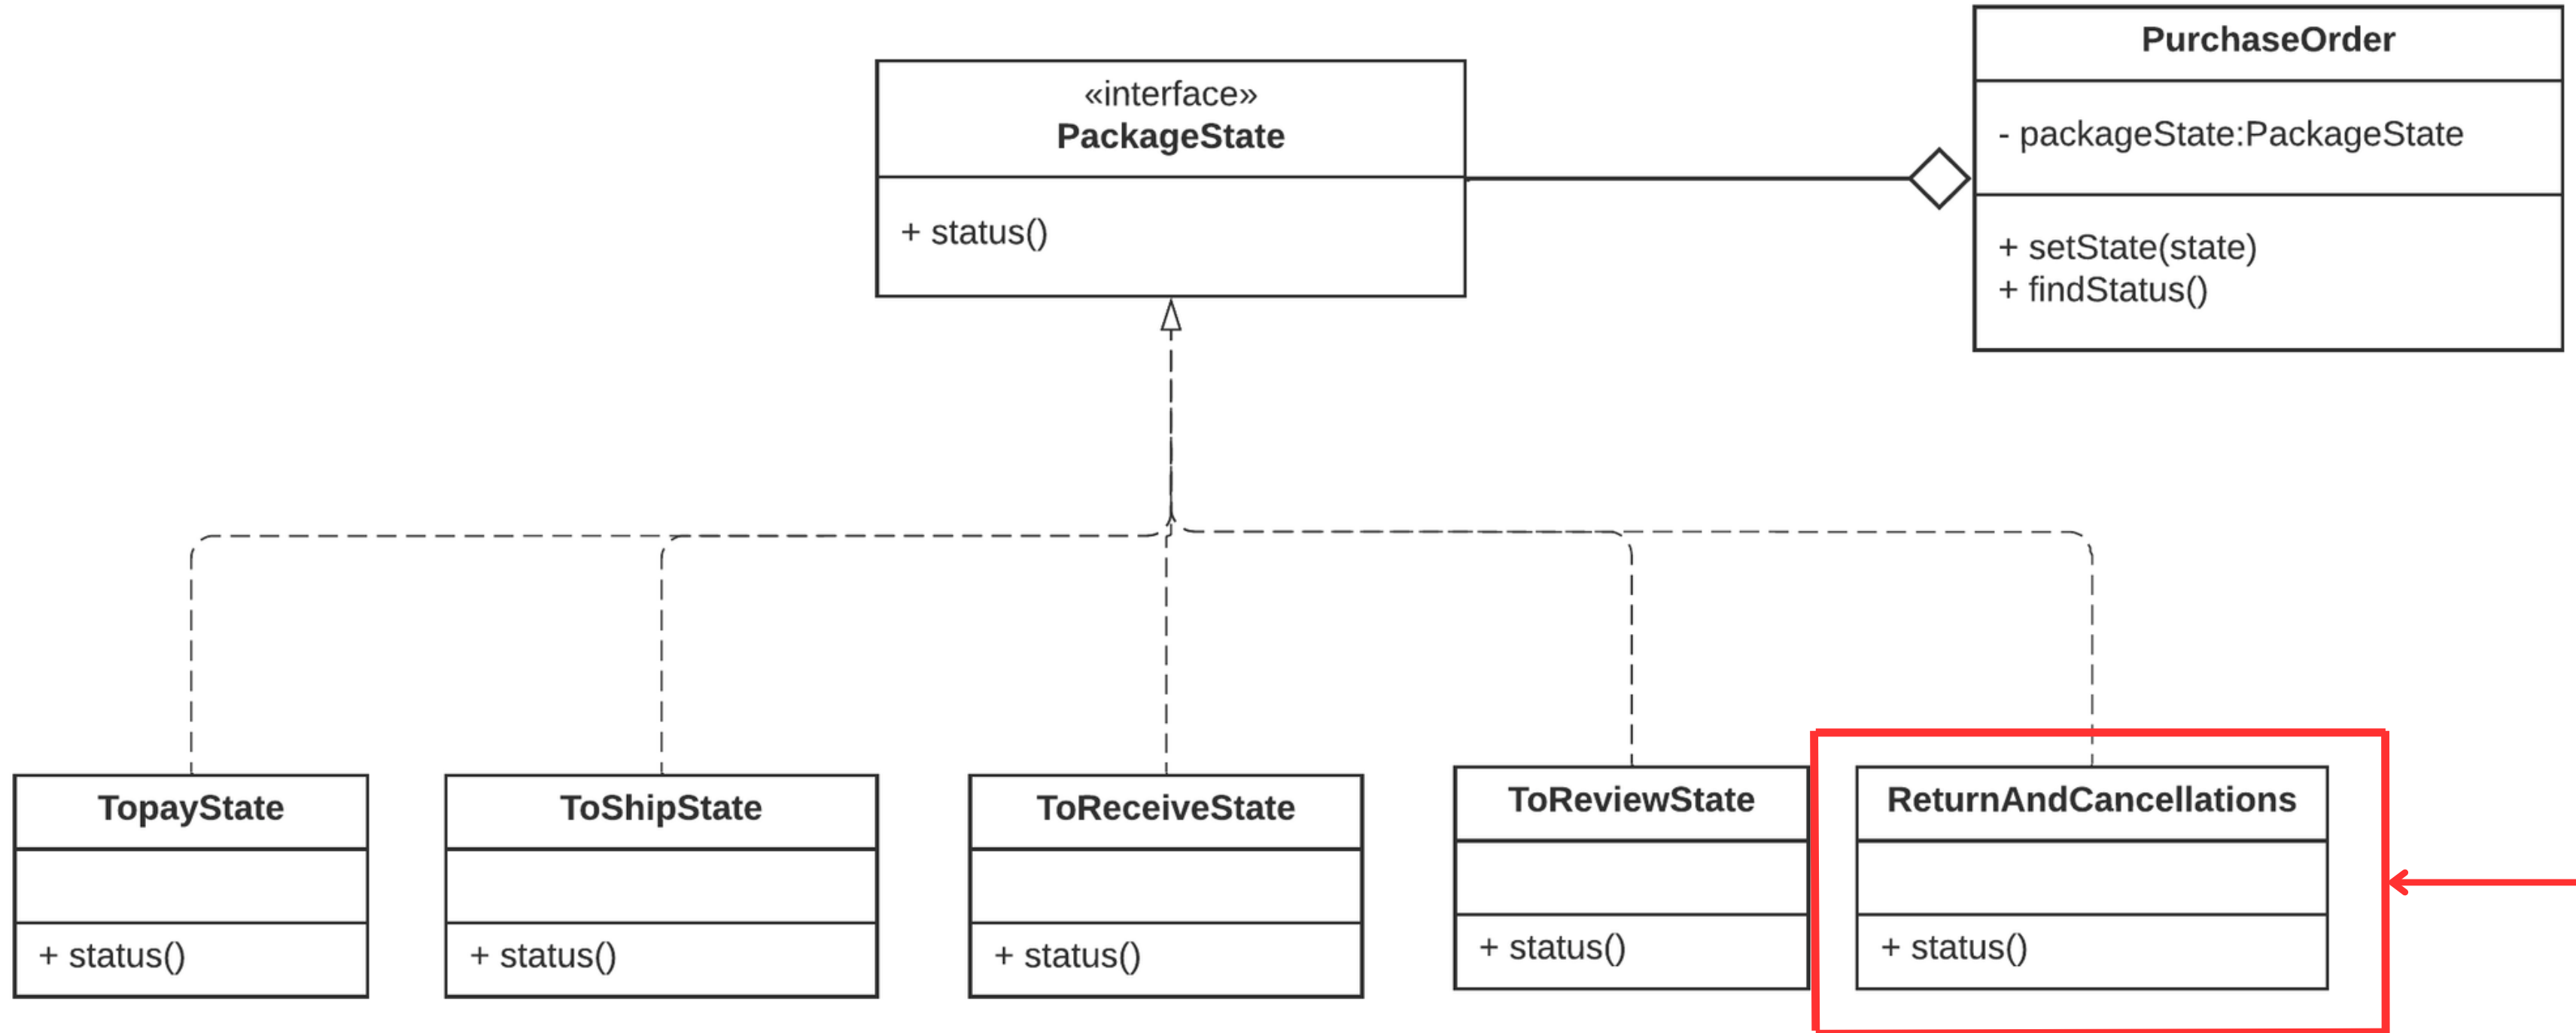 PurchaseOrder
- packageState:PackageState
+ setState(state)
+ findStatus()
«interface»
PackageState
+ status()
TopayState
+ status()
ToShipState
+ status()
ToReceiveState
+ status()
ToReviewState
+ status()
ReturnAndCancellations
+ status()